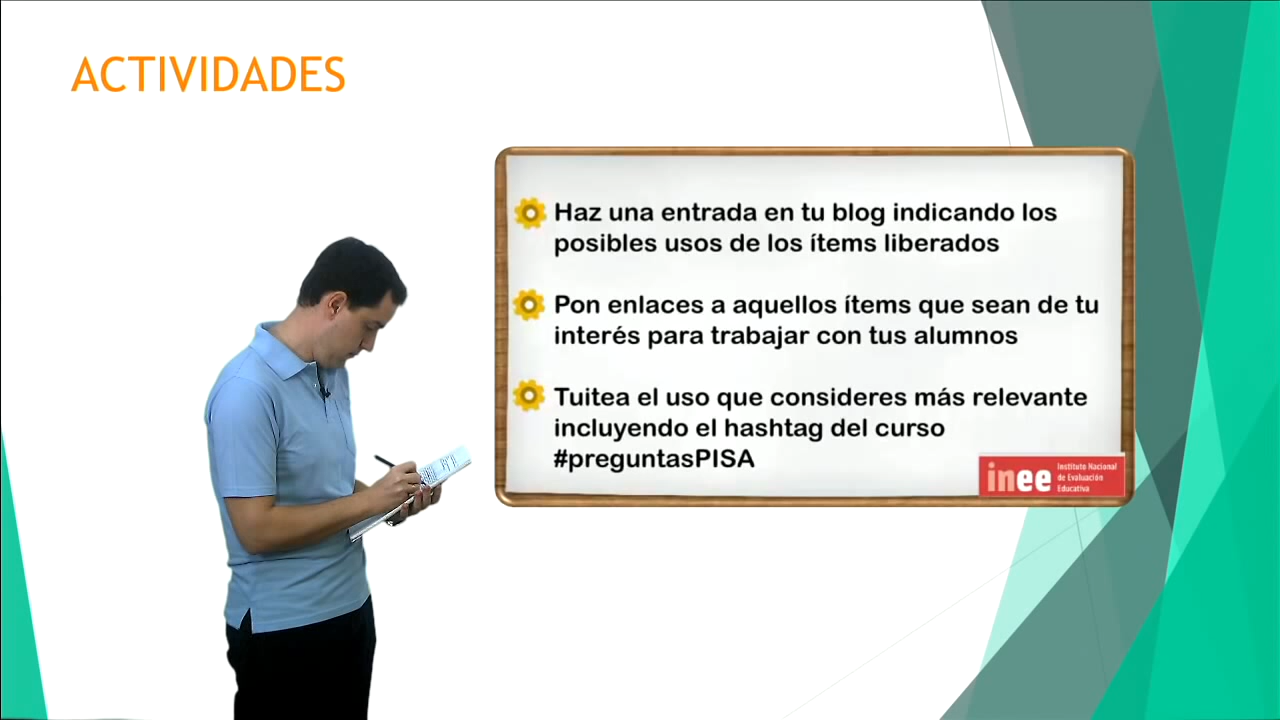 ACTIVIDADES
Haz una entrada en tu blog indicando los
posibles usos de los ítems liberados
Pon enlaces a aquellos ítems que sean de tu
interés para trabajar con tus alumnos
Tuitea el uso que consideres más relevante
incluyendo el hashtag del curso
#preguntasPISA
inee
Instituto Nacional
de Evaluación
Educativa